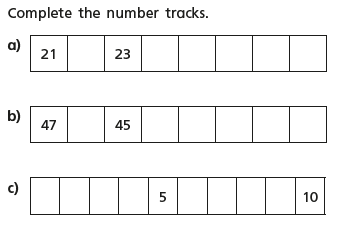 Complete the number tracks.
a) 21 23
b) 47 45
c) 5 10